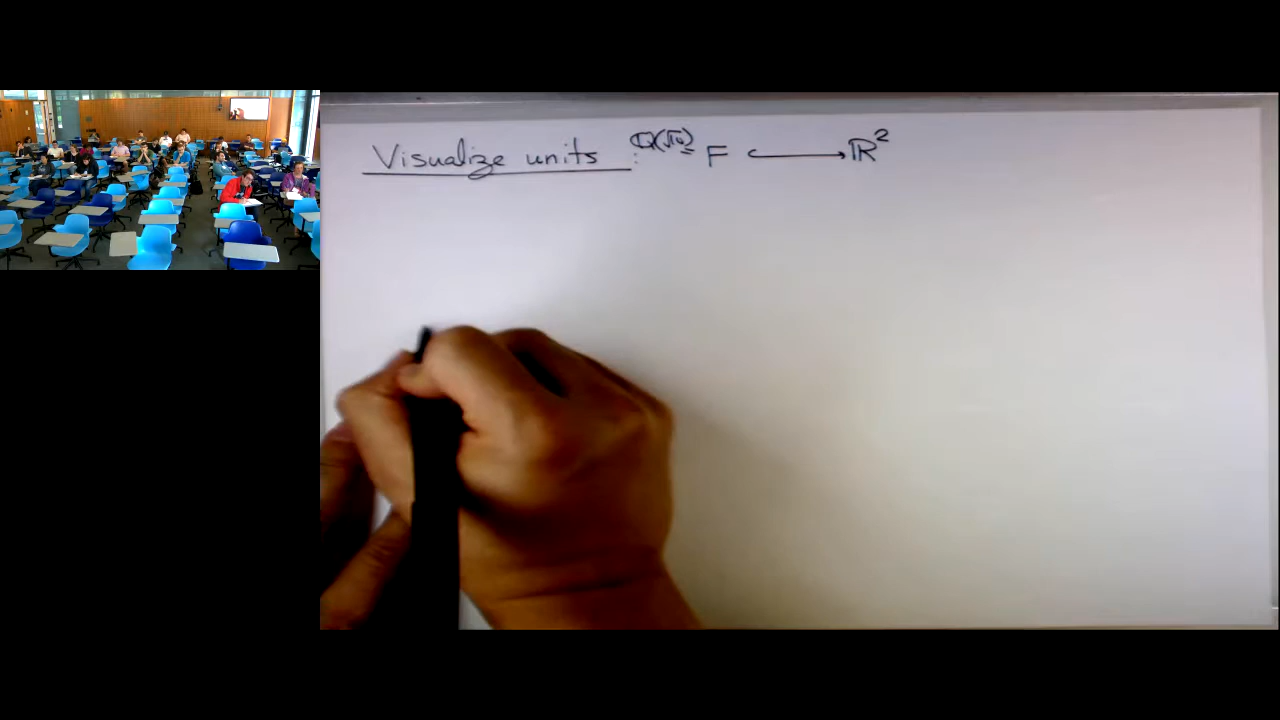 Visualize units : ℚ(√10) = F ↪ ℝ²